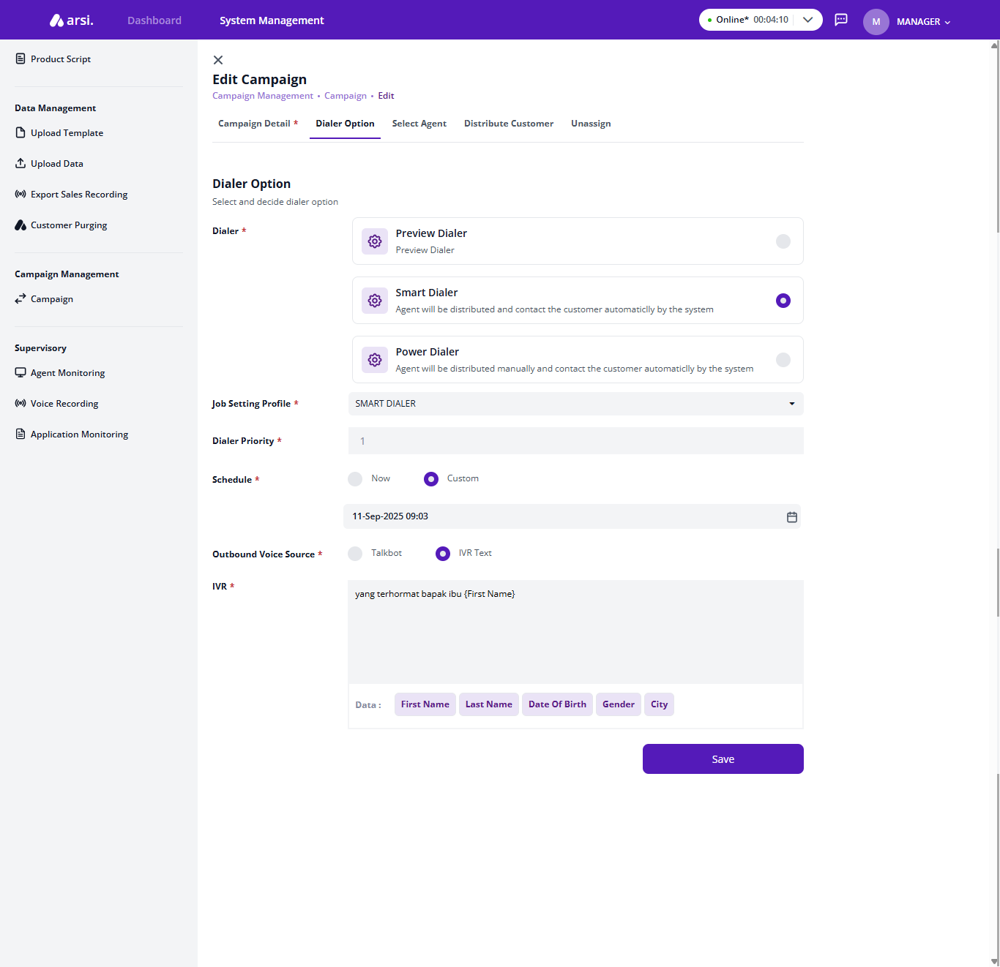 arsi.
Dashboard
System Management
Online* 00:04:10
M
MANAGER
Product Script
Data Management
Upload Template
Upload Data
Export Sales Recording
Customer Purging
Campaign Management
Campaign
Supervisory
Agent Monitoring
Voice Recording
Application Monitoring
Edit Campaign
Campaign Management • Campaign • Edit
Campaign Detail * Dialer Option Select Agent Distribute Customer Unassign
Dialer Option
Select and decide dialer option
Dialer *
Preview Dialer
Preview Dialer
Smart Dialer
Agent will be distributed and contact the customer automaticlly by the system
Power Dialer
Agent will be distributed manually and contact the customer automaticlly by the system
Job Setting Profile *
SMART DIALER
Dialer Priority *
1
Schedule *
Now Custom
11-Sep-2025 09:03
Outbound Voice Source *
Talkbot IVR Text
IVR *
yang terhormat bapak ibu {First Name}
Data : First Name Last Name Date Of Birth Gender City
Save